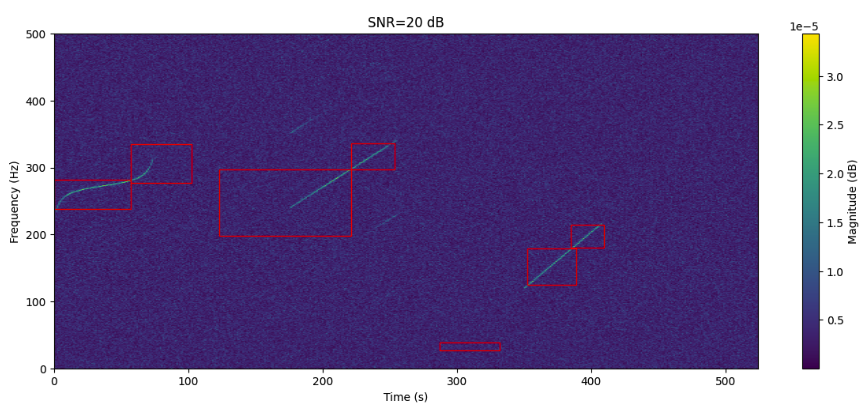 SNR=20 dB
1e−5
500
400
300
200
100
0
Frequency (Hz)
0 100 200 300 400 500
Time (s)
3.0
2.5
2.0
1.5
1.0
0.5
Magnitude (dB)